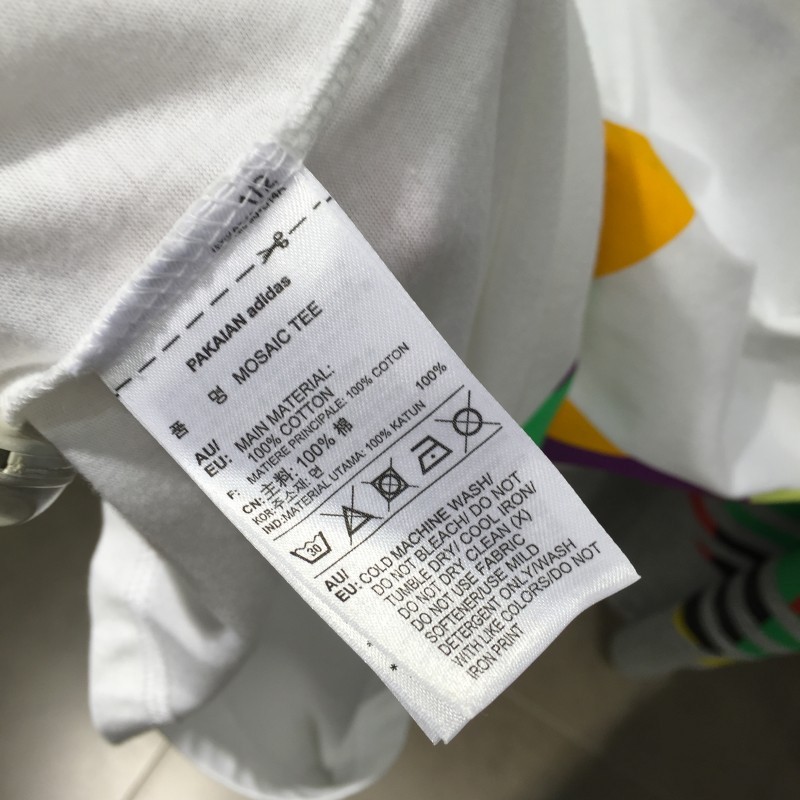 PAKAIAN adidas
품 명 MOSAIC TEE
AU/ MAIN MATERIAL:
EU: 100% COTTON
F: MATIERE PRINCIPALE: 100% COTON
CN: 主料: 100% 棉
KOR: 주소재: 면 100%
IND: MATERIAL UTAMA: 100% KATUN
30
AU/
EU: COLD MACHINE WASH/
DO NOT BLEACH/ DO NOT
TUMBLE DRY/ COOL IRON/
DO NOT DRY CLEAN (X)
DO NOT USE FABRIC
SOFTENER/USE MILD
DETERGENT ONLY/WASH
WITH LIKE COLORS/DO NOT
IRON PRINT